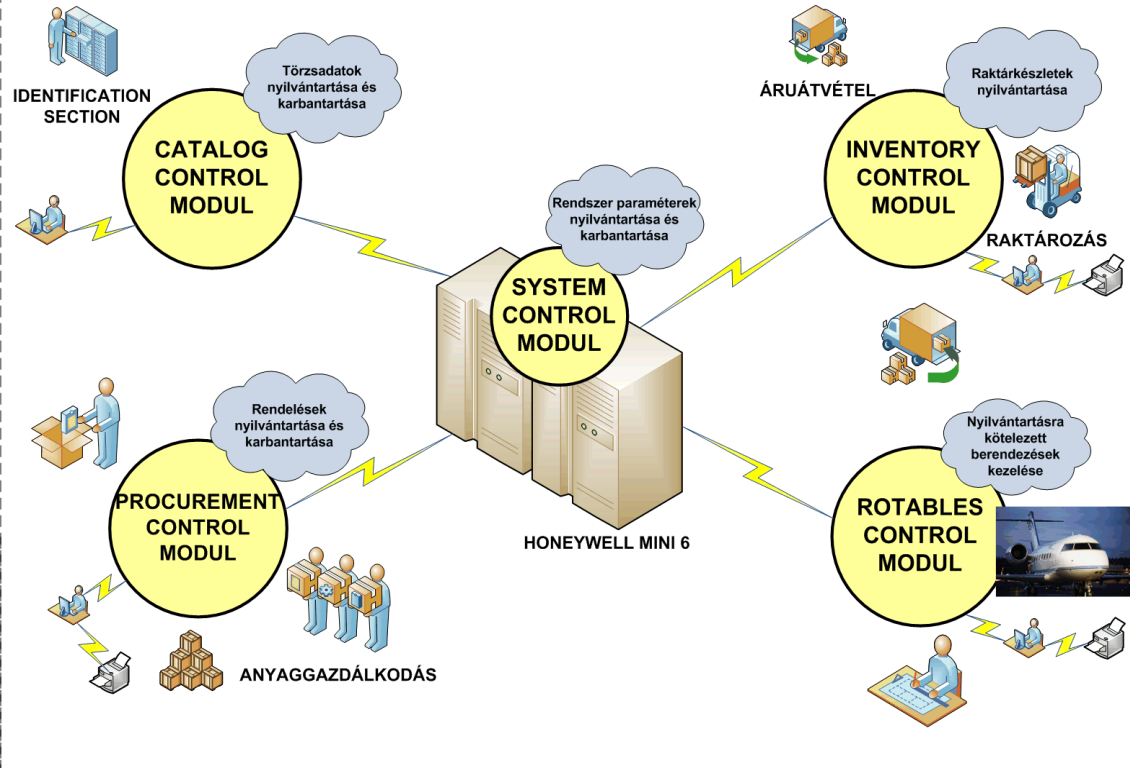 IDENTIFICATION
SECTION
Törzsadatok
nyilvántartása és
karbantartása
CATALOG
CONTROL
MODUL
ÁRUÁTVÉTEL
Raktárkészletek
nyilvántartása
INVENTORY
CONTROL
MODUL
RAKTÁROZÁS
Rendszer paraméterek
nyilvántartása és
karbantartása
SYSTEM
CONTROL
MODUL
HONEYWELL MINI 6
Rendelések
nyilvántartása és
karbantartása
PROCUREMENT
CONTROL
MODUL
ANYAGGAZDÁLKODÁS
Nyilvántartásra
kötelezett
berendezések
kezelése
ROTABLES
CONTROL
MODUL